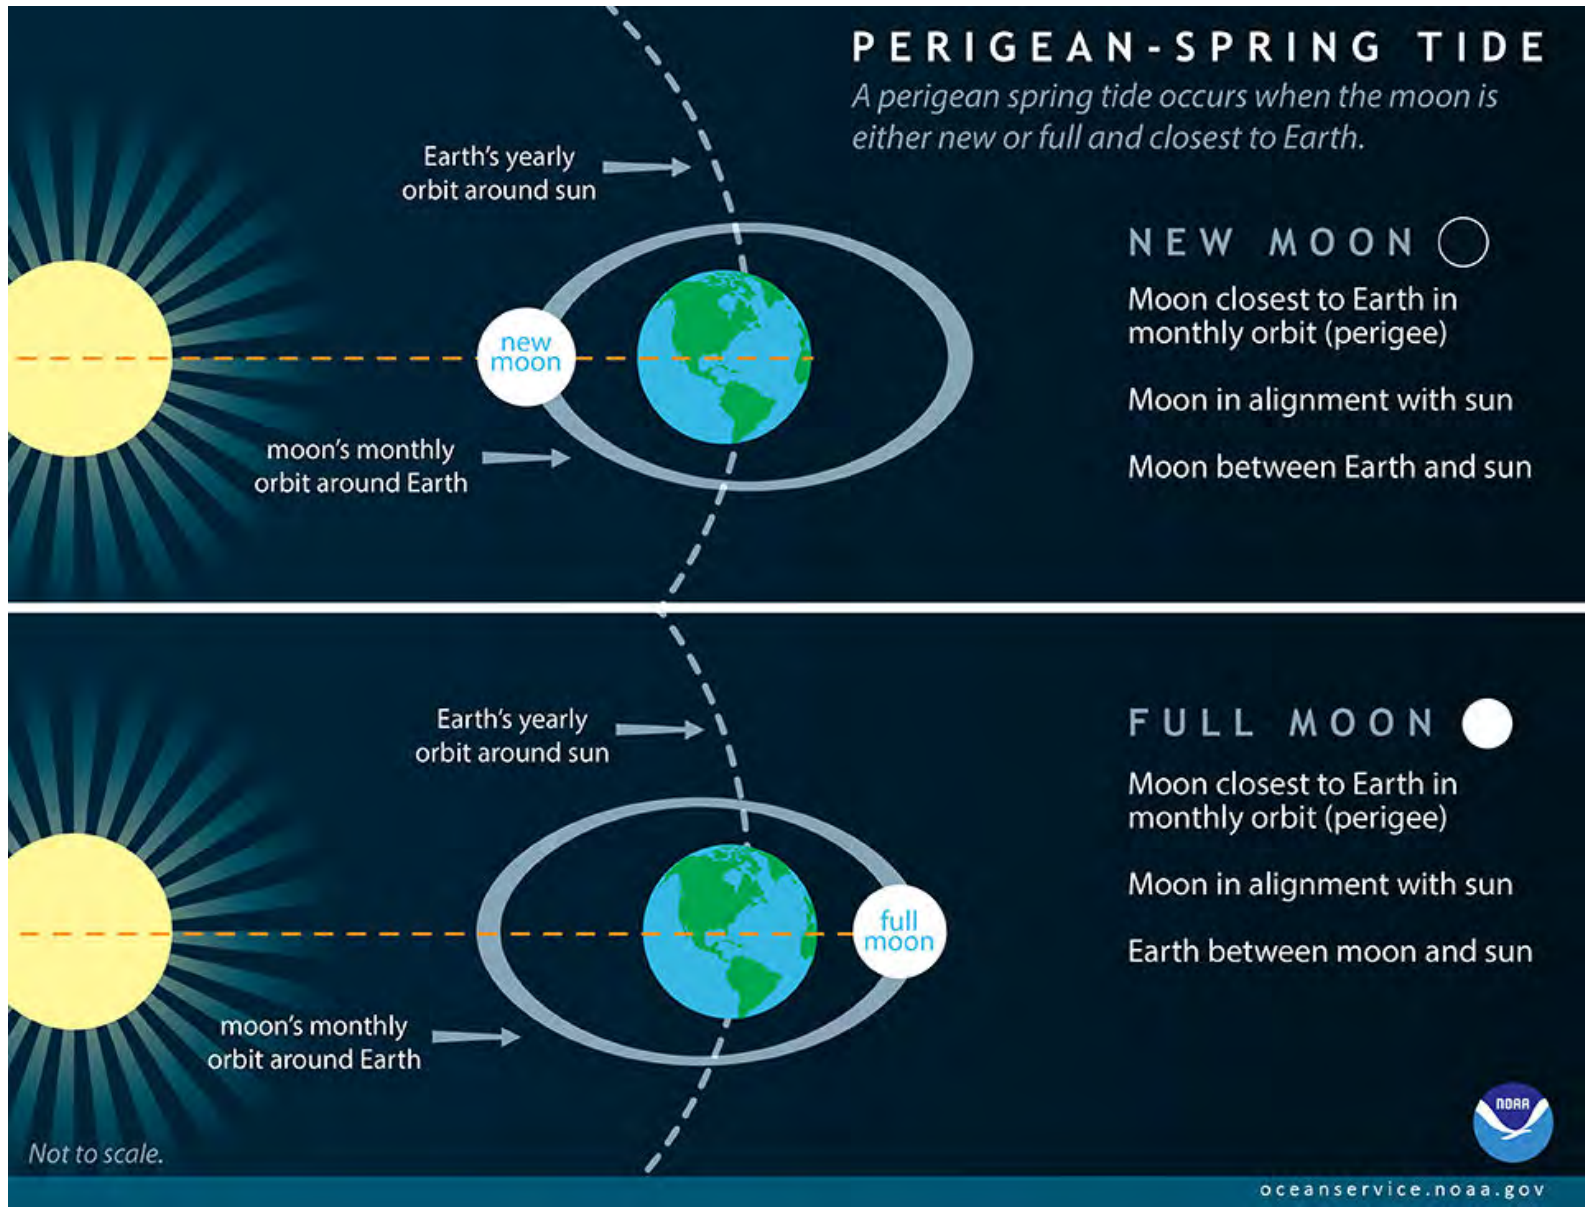 PERIGEAN-SPRING TIDE
A perigean spring tide occurs when the moon is
either new or full and closest to Earth.
Earth's yearly
orbit around sun
NEW MOON
Moon closest to Earth in
monthly orbit (perigee)
new
moon
Moon in alignment with sun
moon's monthly
orbit around Earth
Moon between Earth and sun
Earth's yearly
orbit around sun
FULL MOON
Moon closest to Earth in
monthly orbit (perigee)
Moon in alignment with sun
full
moon
Earth between moon and sun
moon's monthly
orbit around Earth
NOAA
Not to scale.
oceanservice.noaa.gov